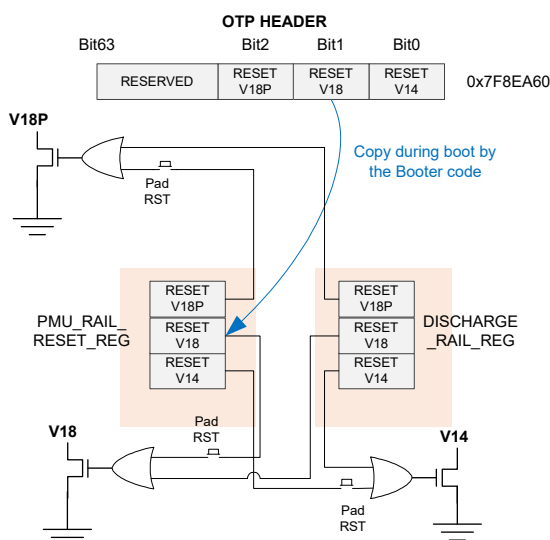 OTP HEADER
Bit63
Bit2
Bit1
Bit0
RESERVED
RESET
V18P
RESET
V18
RESET
V14
0x7F8EA60
V18P
Pad
RST
Copy during boot by
the Booter code
PMU_RAIL_
RESET_REG
RESET
V18P
RESET
V18
RESET
V14
RESET
V18P
RESET
V18
RESET
V14
DISCHARGE
_RAIL_REG
V18
Pad
RST
V14
Pad
RST